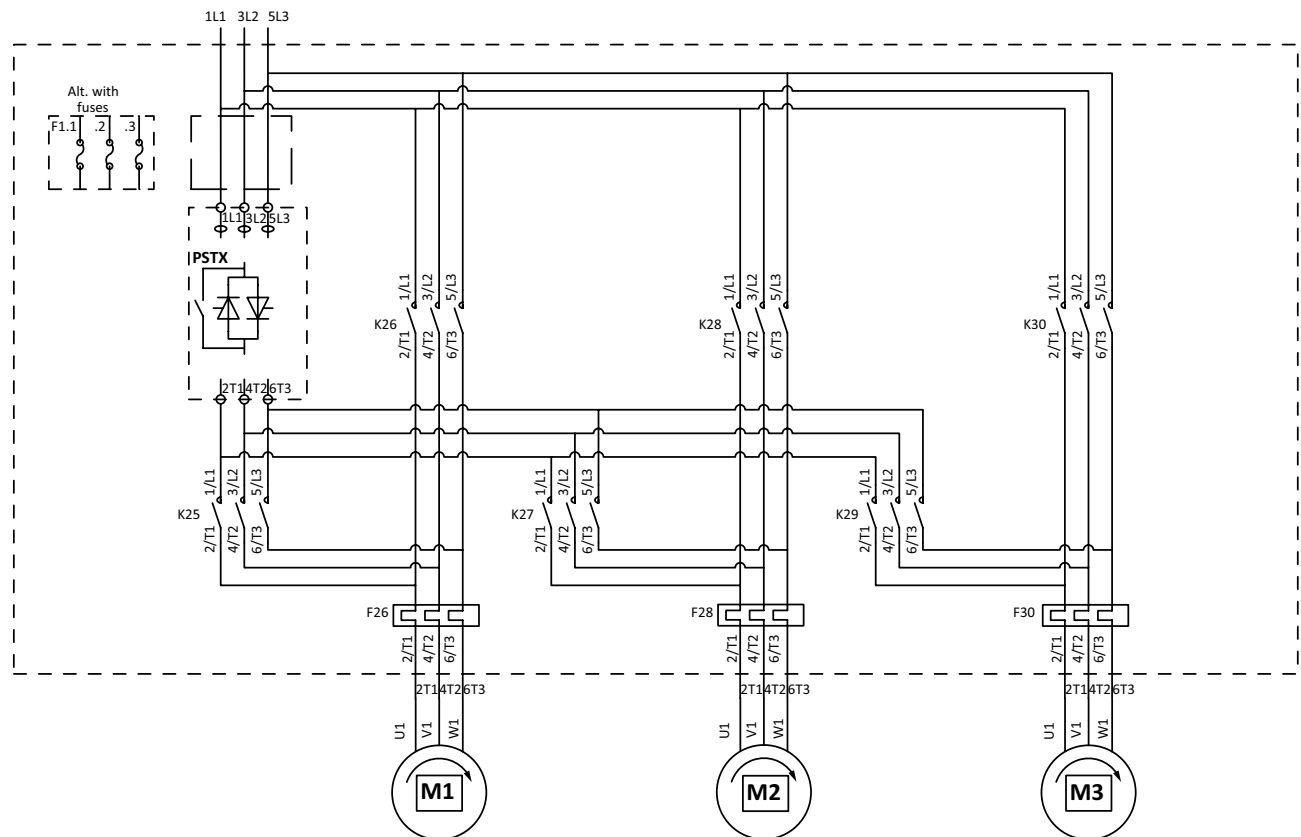 1L1 3L2 5L3
Alt. with
fuses
F1.1 .2 .3
1L1 3L2 5L3
PSTX
K26 1/L1 3/L2 5/L3
2/T1 4/T2 6/T3
K28 1/L1 3/L2 5/L3
2/T1 4/T2 6/T3
K30 1/L1 3/L2 5/L3
2/T1 4/T2 6/T3
2T1 4T2 6T3
K25 1/L1 3/L2 5/L3
2/T1 4/T2 6/T3
K27 1/L1 3/L2 5/L3
2/T1 4/T2 6/T3
K29 1/L1 3/L2 5/L3
2/T1 4/T2 6/T3
F26 2/T1 4/T2 6/T3
F28 2/T1 4/T2 6/T3
F30 2/T1 4/T2 6/T3
2T1 4T2 6T3
2T1 4T2 6T3
2T1 4T2 6T3
U1 V1 W1
U1 V1 W1
U1 V1 W1
M1
M2
M3